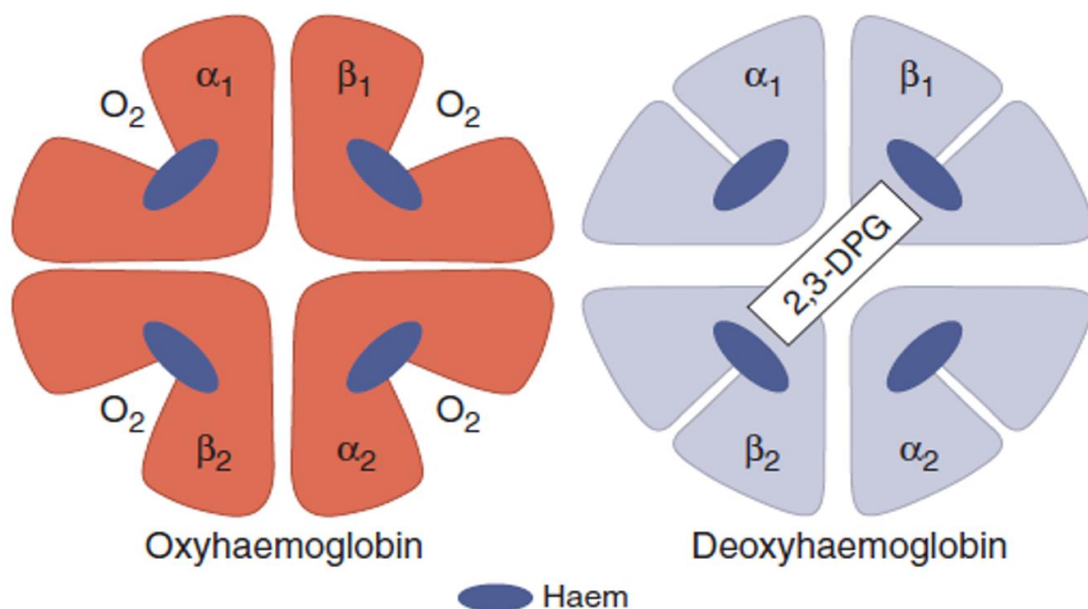 α1
β1
O2
O2
O2
O2
β2
α2
Oxyhaemoglobin
α1
β1
2,3-DPG
β2
α2
Deoxyhaemoglobin
Haem